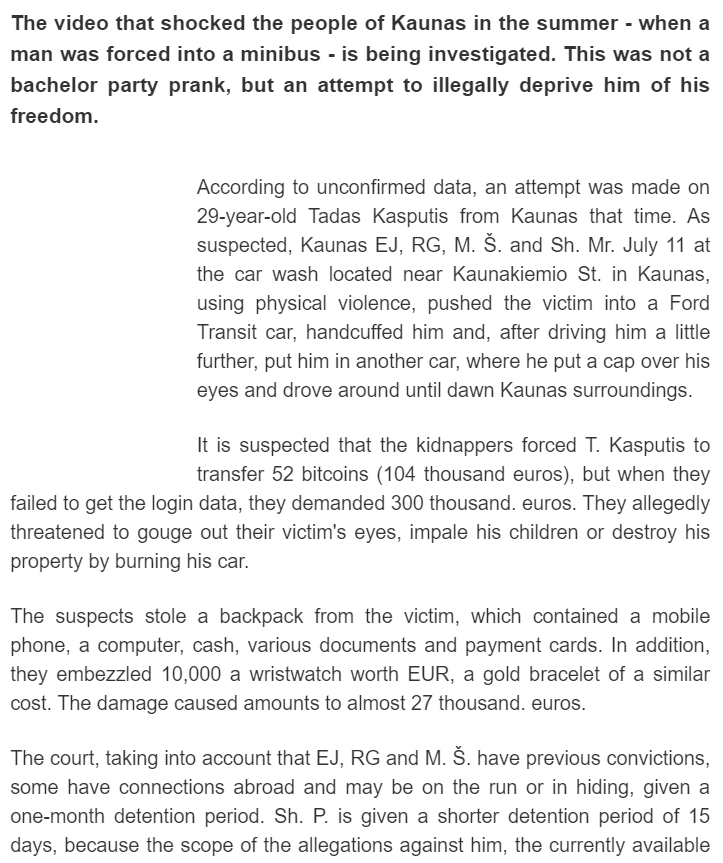 The video that shocked the people of Kaunas in the summer - when a
man was forced into a minibus - is being investigated. This was not a
bachelor party prank, but an attempt to illegally deprive him of his
freedom.
According to unconfirmed data, an attempt was made on
29-year-old Tadas Kasputis from Kaunas that time. As
suspected, Kaunas EJ, RG, M. Š. and Sh. Mr. July 11 at
the car wash located near Kaunakiemio St. in Kaunas,
using physical violence, pushed the victim into a Ford
Transit car, handcuffed him and, after driving him a little
further, put him in another car, where he put a cap over his
eyes and drove around until dawn Kaunas surroundings.
It is suspected that the kidnappers forced T. Kasputis to
transfer 52 bitcoins (104 thousand euros), but when they
failed to get the login data, they demanded 300 thousand. euros. They allegedly
threatened to gouge out their victim's eyes, impale his children or destroy his
property by burning his car.
The suspects stole a backpack from the victim, which contained a mobile
phone, a computer, cash, various documents and payment cards. In addition,
they embezzled 10,000 a wristwatch worth EUR, a gold bracelet of a similar
cost. The damage caused amounts to almost 27 thousand. euros.
The court, taking into account that EJ, RG and M. Š. have previous convictions,
some have connections abroad and may be on the run or in hiding, given a
one-month detention period. Sh. P. is given a shorter detention period of 15
days, because the scope of the allegations against him, the currently available